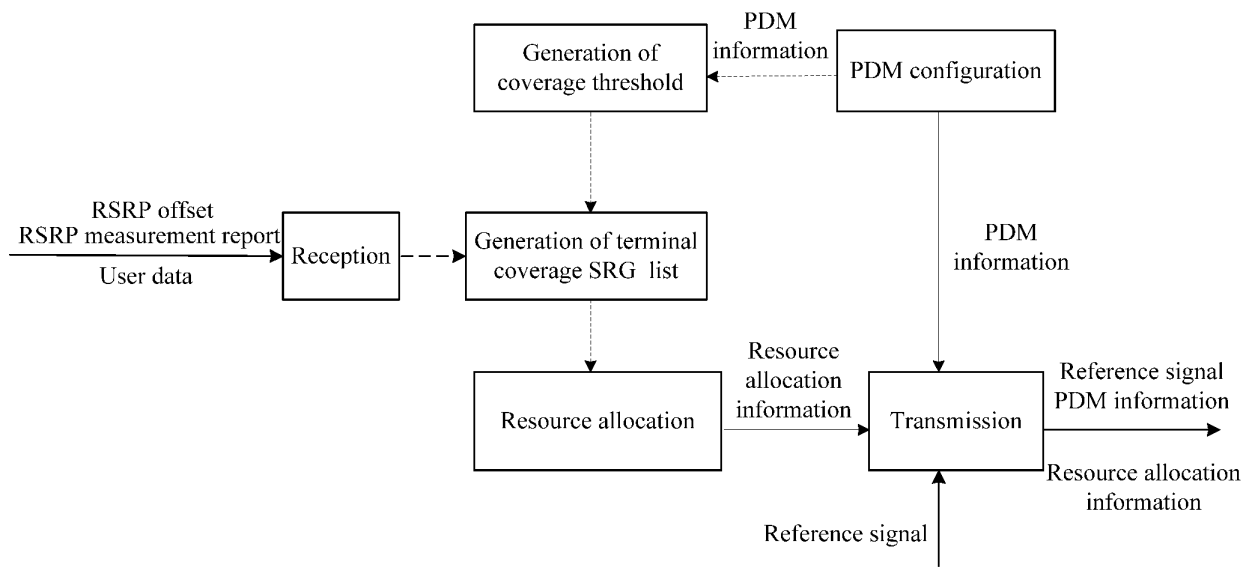 PDM
information
Generation of
coverage threshold
PDM configuration
RSRP offset
RSRP measurement report
User data
Reception
Generation of terminal
coverage SRG list
PDM
information
Resource
allocation
information
Resource allocation
Transmission
Reference signal
PDM information
Resource allocation
information
Reference signal